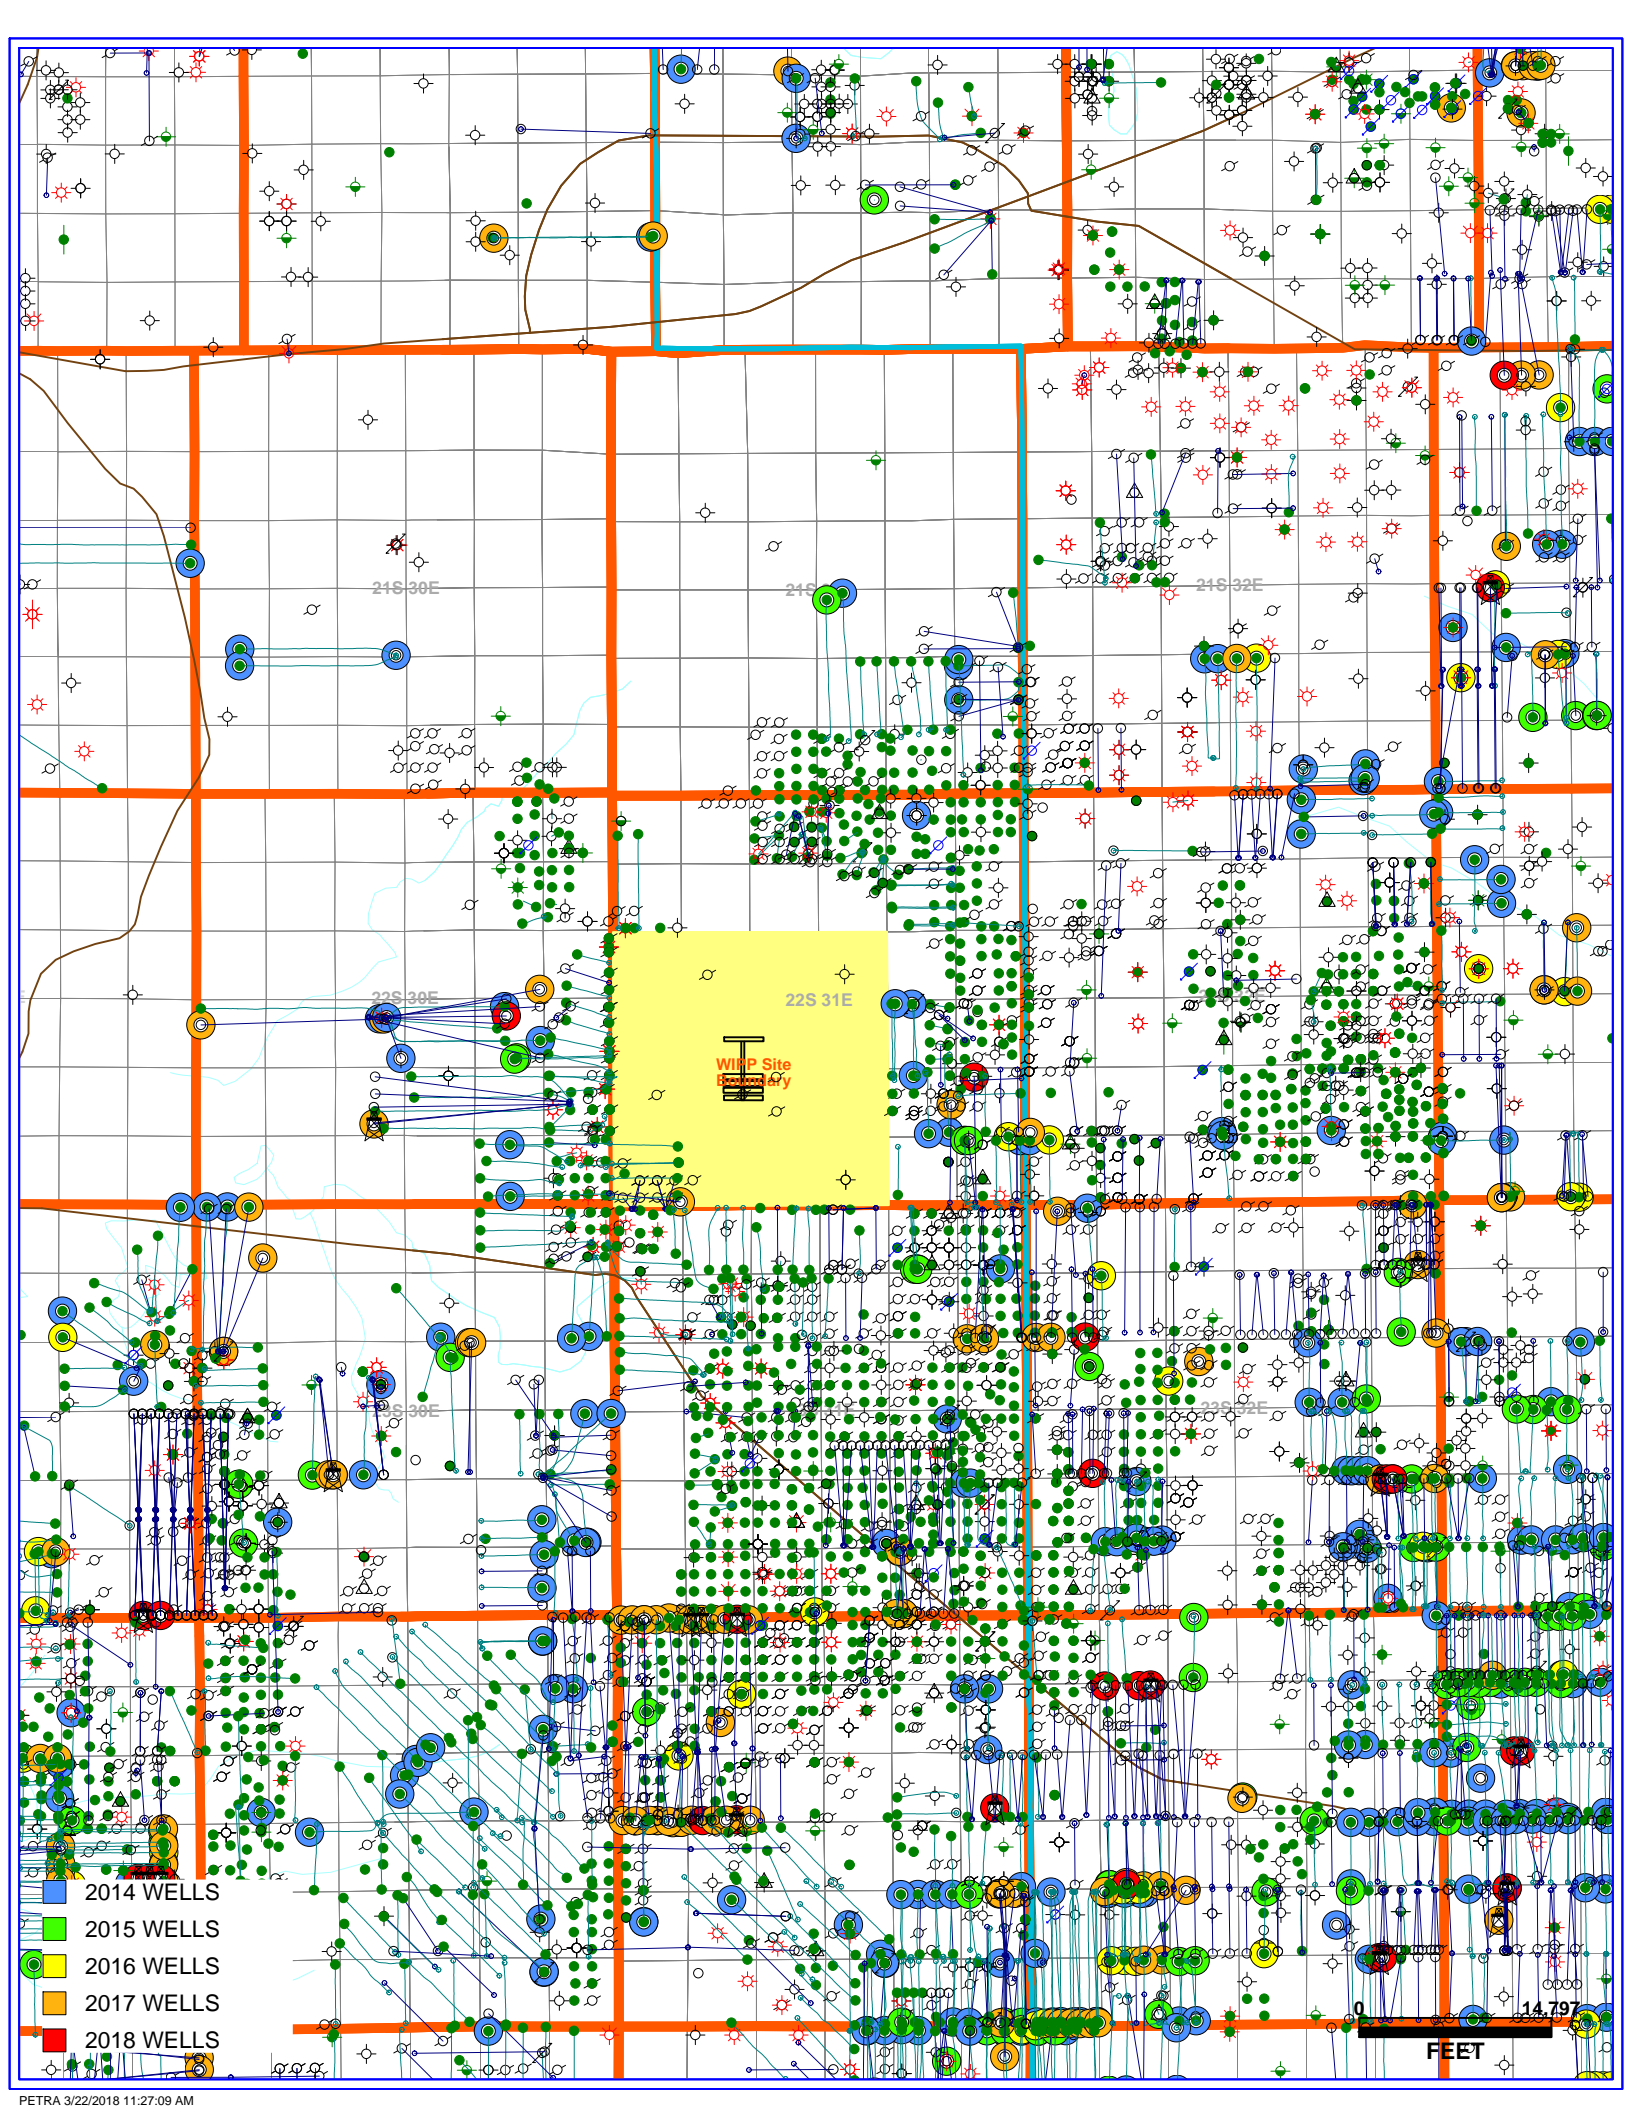 21S 30E
21S
21S 32E
22S 30E
22S 31E
WIPP Site
Boundary
23S 30E
23S 32E
2014 WELLS
2015 WELLS
2016 WELLS
2017 WELLS
2018 WELLS
0 14,797
FEET
PETRA 3/22/2018 11:27:09 AM